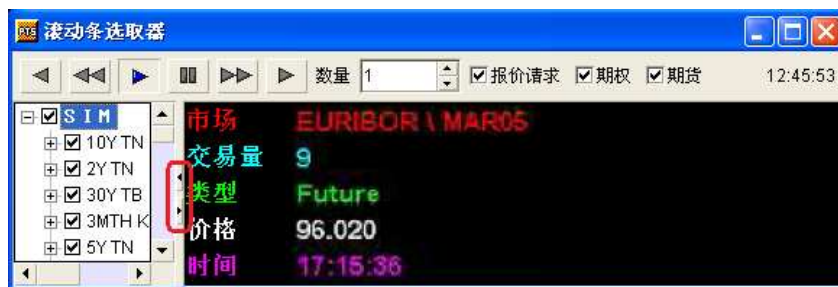 RTS 滚动条选取器
数量 1 报价请求 期权 期货 12:45:53
S I M
10Y TN
2Y TN
30Y TB
3MTH K
5Y TN
市场 EURIBOR \ MAR05
交易量 9
类型 Future
价格 96.020
时间 17:15:36